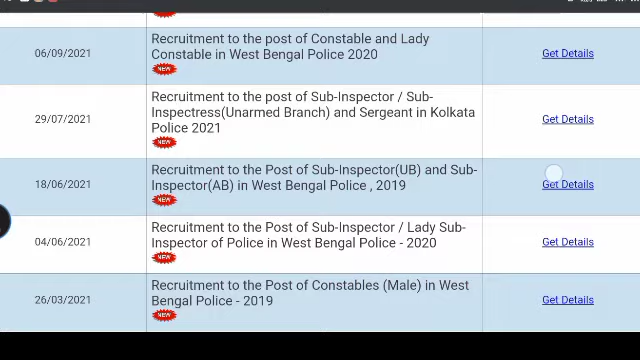 06/09/2021
Recruitment to the post of Constable and Lady
Constable in West Bengal Police 2020
NEW
Get Details
29/07/2021
Recruitment to the post of Sub-Inspector / Sub-
Inspectress(Unarmed Branch) and Sergeant in Kolkata
Police 2021
NEW
Get Details
18/06/2021
Recruitment to the Post of Sub-Inspector(UB) and Sub-
Inspector(AB) in West Bengal Police , 2019
NEW
Get Details
04/06/2021
Recruitment to the Post of Sub-Inspector / Lady Sub-
Inspector of Police in West Bengal Police - 2020
NEW
Get Details
26/03/2021
Recruitment to the Post of Constables (Male) in West
Bengal Police - 2019
NEW
Get Details